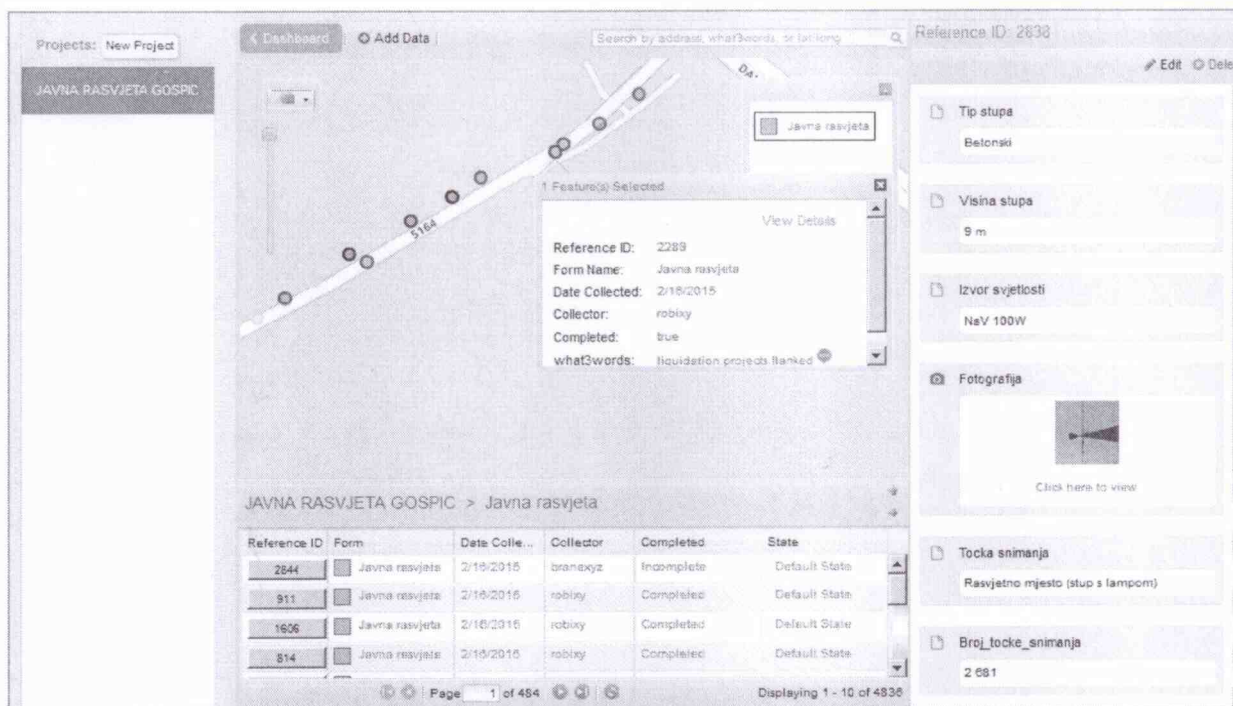 Projects: New Project
JAVNA RASVJETA GOSPIC
Dashboard
Add Data
Search by address, what3words, or lat/long
D4
Javna rasvjeta
5164
1 Feature(s) Selected
View Details
Reference ID: 2289
Form Name: Javna rasvjeta
Date Collected: 2/16/2015
Collector: robixy
Completed: true
what3words: liquidation.projects.flanked
JAVNA RASVJETA GOSPIC > Javna rasvjeta
Reference ID Form Date Colle... Collector Completed State
2844 Javna rasvjeta 2/16/2015 branexyz Incomplete Default State
911 Javna rasvjeta 2/16/2015 robixy Completed Default State
1606 Javna rasvjeta 2/16/2015 robixy Completed Default State
814 Javna rasvjeta 2/16/2015 robixy Completed Default State
Page 1 of 484
Displaying 1 - 10 of 4836
Reference ID: 2838
Edit Dele
Tip stupa
Betonski
Visina stupa
9 m
Izvor svjetlosti
NaV 100W
Fotografija
Click here to view
Tocka snimanja
Rasvjetno mjesto (stup s lampom)
Broj_tocke_snimanja
2 681